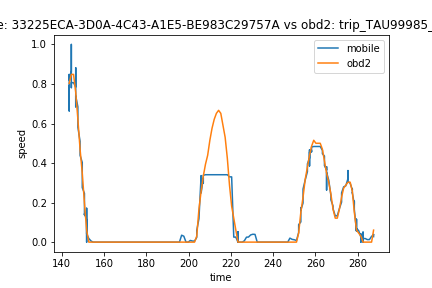 e: 33225ECA-3D0A-4C43-A1E5-BE983C29757A vs obd2: trip_TAU99985_
mobile
obd2
1.0
0.8
0.6
0.4
0.2
0.0
speed
140 160 180 200 220 240 260 280
time